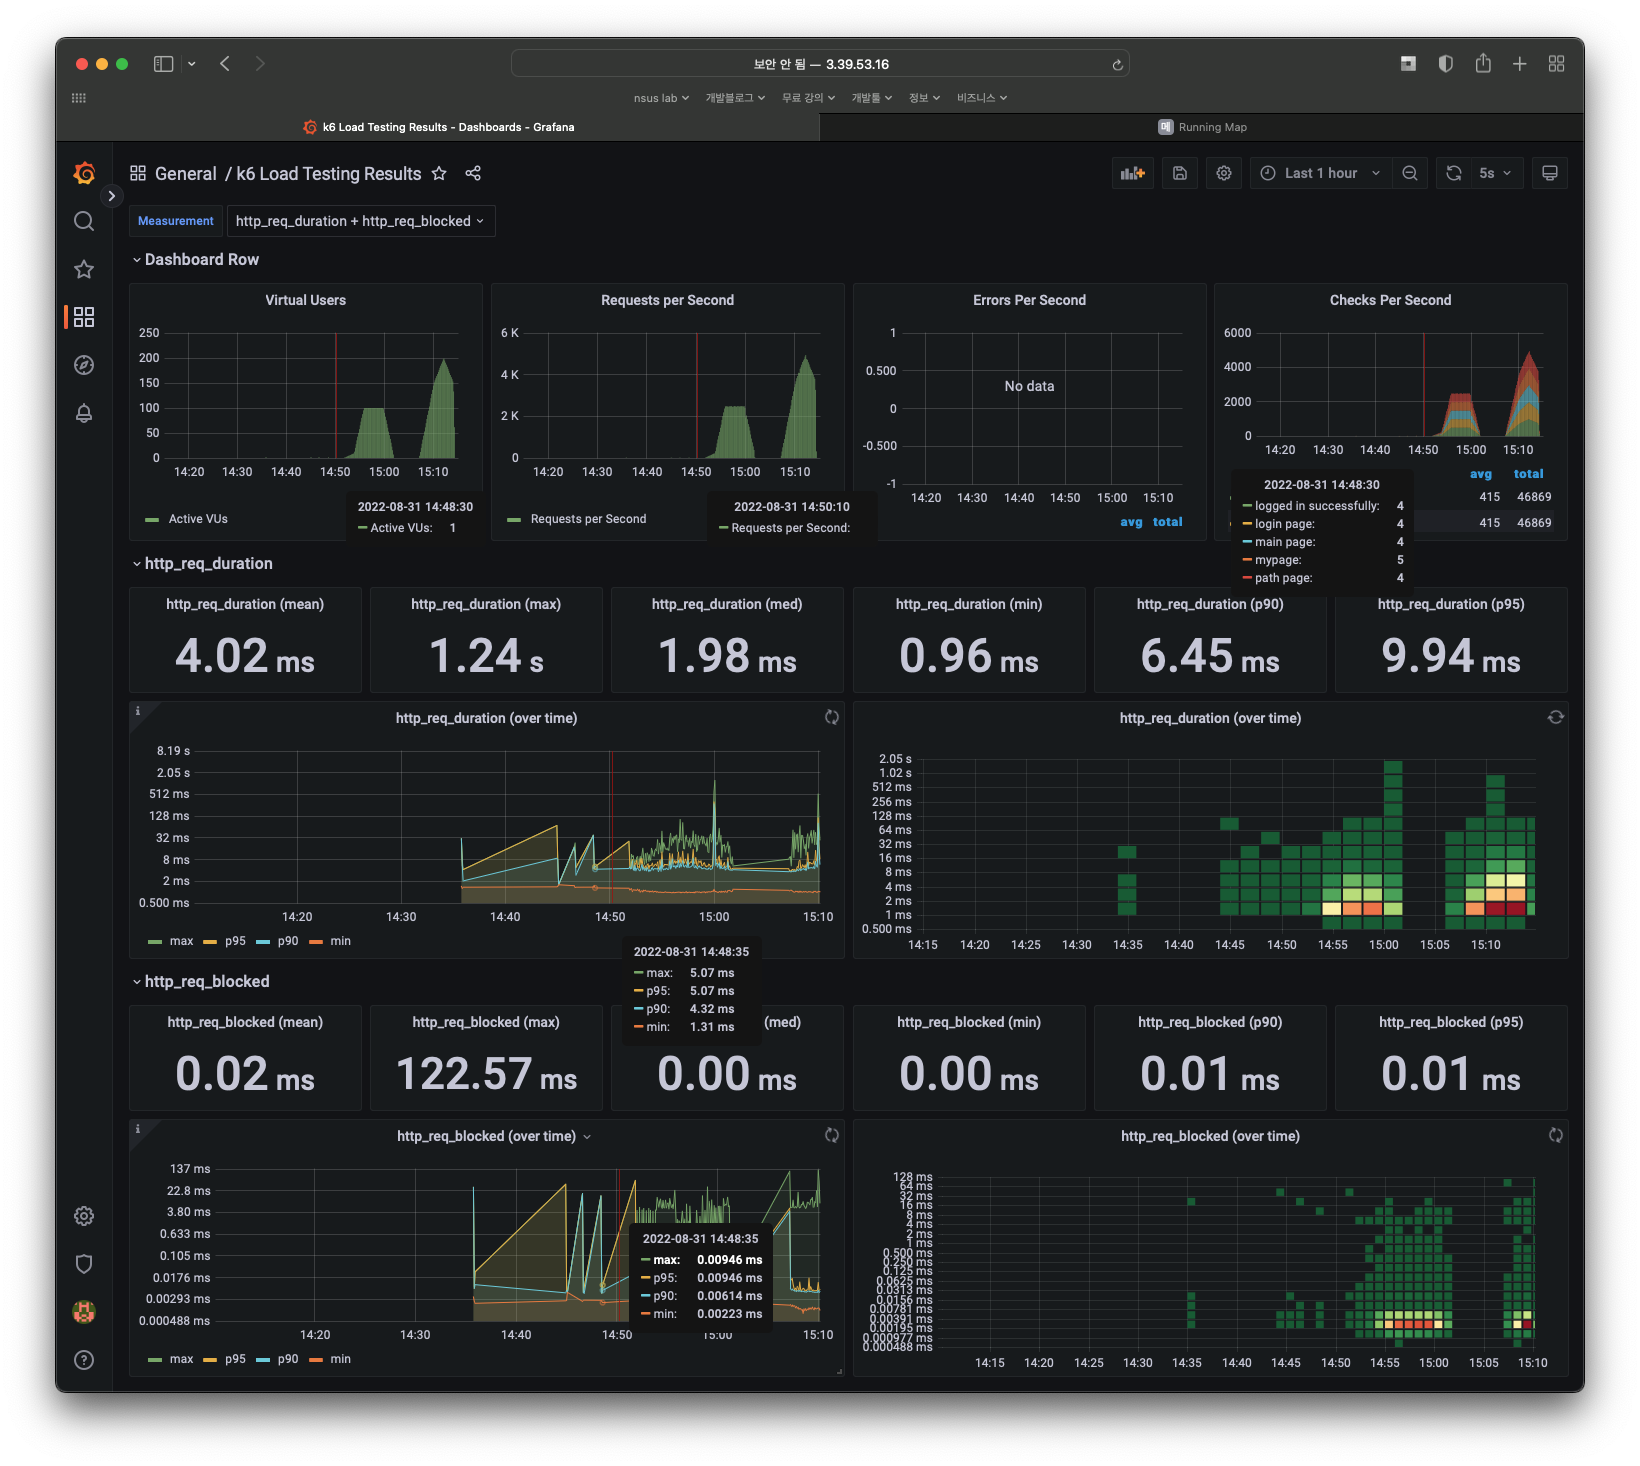 보안 안 됨 — 3.39.53.16
nsus lab 개발블로그 무료 강의 개발툴 정보 비즈니스
k6 Load Testing Results - Dashboards - Grafana
Running Map
General / k6 Load Testing Results
Last 1 hour
5s
Measurement
http_req_duration + http_req_blocked
Dashboard Row
Virtual Users
250
200
150
100
50
0
14:20 14:30 14:40 14:50 15:00 15:10
Active VUs
2022-08-31 14:48:30
Active VUs: 1
Requests per Second
6 K
4 K
2 K
0
14:20 14:30 14:40 14:50 15:00 15:10
Requests per Second
2022-08-31 14:50:10
Requests per Second:
Errors Per Second
1
0.500
0
-0.500
-1
No data
14:20 14:30 14:40 14:50 15:00 15:10
avg total
Checks Per Second
6000
4000
2000
0
14:20 14:30 14:40 14:50 15:00 15:10
avg total
415 46869
415 46869
2022-08-31 14:48:30
logged in successfully: 4
login page: 4
main page: 4
mypage: 5
path page: 4
http_req_duration
http_req_duration (mean)
4.02 ms
http_req_duration (max)
1.24 s
http_req_duration (med)
1.98 ms
http_req_duration (min)
0.96 ms
http_req_duration (p90)
6.45 ms
http_req_duration (p95)
9.94 ms
http_req_duration (over time)
8.19 s
2.05 s
512 ms
128 ms
32 ms
8 ms
2 ms
0.500 ms
14:20 14:30 14:40 14:50 15:00 15:10
max p95 p90 min
2022-08-31 14:48:35
max: 5.07 ms
p95: 5.07 ms
p90: 4.32 ms
min: 1.31 ms
http_req_duration (over time)
2.05 s
1.02 s
512 ms
256 ms
128 ms
64 ms
32 ms
16 ms
8 ms
4 ms
2 ms
1 ms
0.500 ms
14:15 14:20 14:25 14:30 14:35 14:40 14:45 14:50 14:55 15:00 15:05 15:10
http_req_blocked
http_req_blocked (mean)
0.02 ms
http_req_blocked (max)
122.57 ms
(med)
0.00 ms
http_req_blocked (min)
0.00 ms
http_req_blocked (p90)
0.01 ms
http_req_blocked (p95)
0.01 ms
http_req_blocked (over time)
137 ms
22.8 ms
3.80 ms
0.633 ms
0.105 ms
0.0176 ms
0.00293 ms
0.000488 ms
14:20 14:30 14:40 14:50 15:00 15:10
max p95 p90 min
2022-08-31 14:48:35
max: 0.00946 ms
p95: 0.00946 ms
p90: 0.00614 ms
min: 0.00223 ms
http_req_blocked (over time)
128 ms
64 ms
32 ms
16 ms
8 ms
4 ms
2 ms
1 ms
0.500 ms
0.250 ms
0.125 ms
0.0625 ms
0.0313 ms
0.0156 ms
0.00781 ms
0.00391 ms
0.00195 ms
0.000977 ms
0.000488 ms
14:15 14:20 14:25 14:30 14:35 14:40 14:45 14:50 14:55 15:00 15:05 15:10